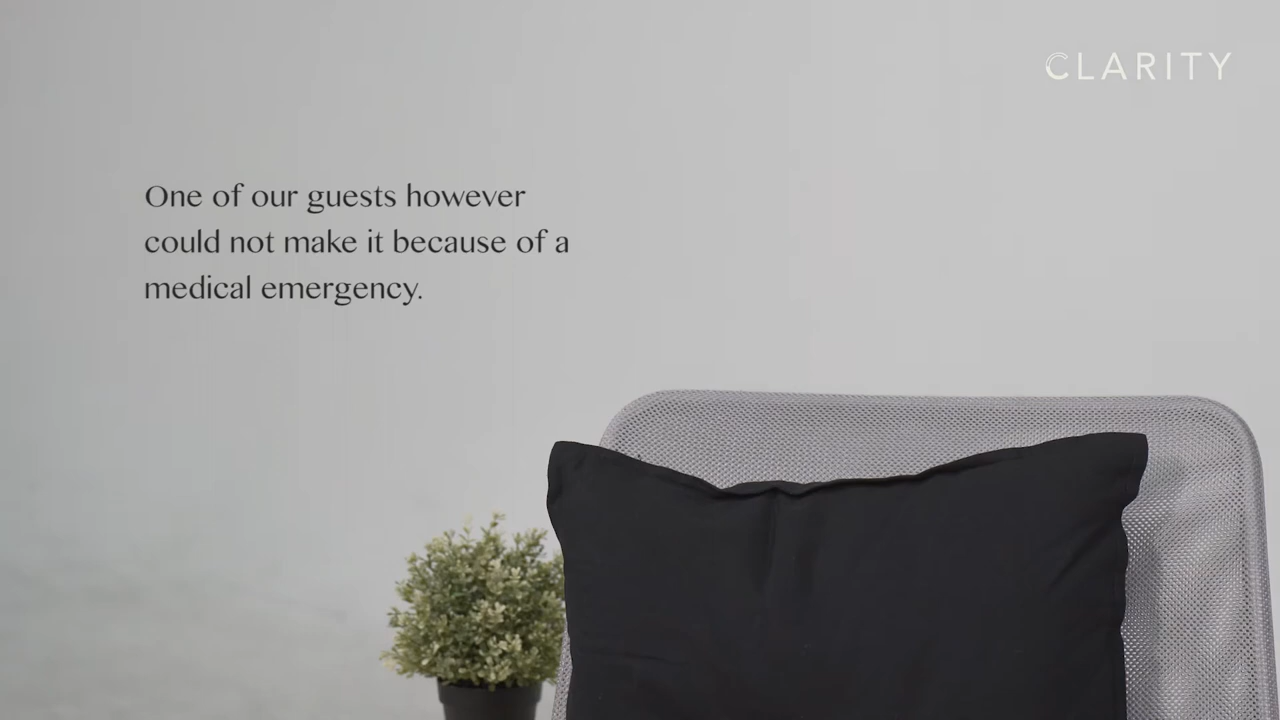 CLARITY
One of our guests however
could not make it because of a
medical emergency.